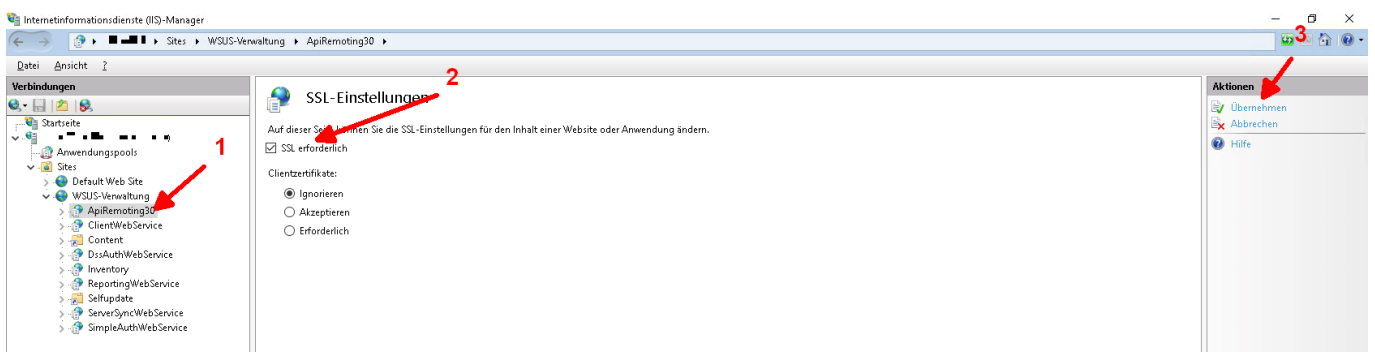 Internetinformationsdienste (IIS)-Manager
Sites WSUS-Verwaltung ApiRemoting30
3
Datei Ansicht ?
Verbindungen
Startseite
Anwendungspools
Sites
Default Web Site
WSUS-Verwaltung
ApiRemoting30
ClientWebService
Content
DssAuthWebService
Inventory
ReportingWebService
Selfupdate
ServerSyncWebService
SimpleAuthWebService
1
2
SSL-Einstellungen
Auf dieser Seite können Sie die SSL-Einstellungen für den Inhalt einer Website oder Anwendung ändern.
SSL erforderlich
Clientzertifikate:
Ignorieren
Akzeptieren
Erforderlich
Aktionen
Übernehmen
Abbrechen
Hilfe